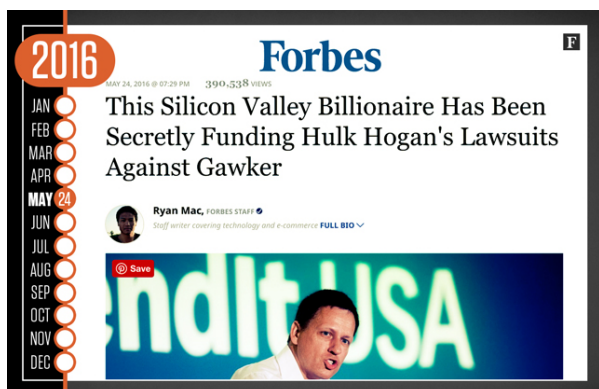 2016
JAN
FEB
MAR
APR
MAY 24
JUN
JUL
AUG
SEP
OCT
NOV
DEC
Forbes
F
MAY 24, 2016 @ 07:29 PM 390,538 VIEWS
This Silicon Valley Billionaire Has Been
Secretly Funding Hulk Hogan's Lawsuits
Against Gawker
Ryan Mac, FORBES STAFF
Staff writer covering technology and e-commerce FULL BIO
Save
ndIt USA